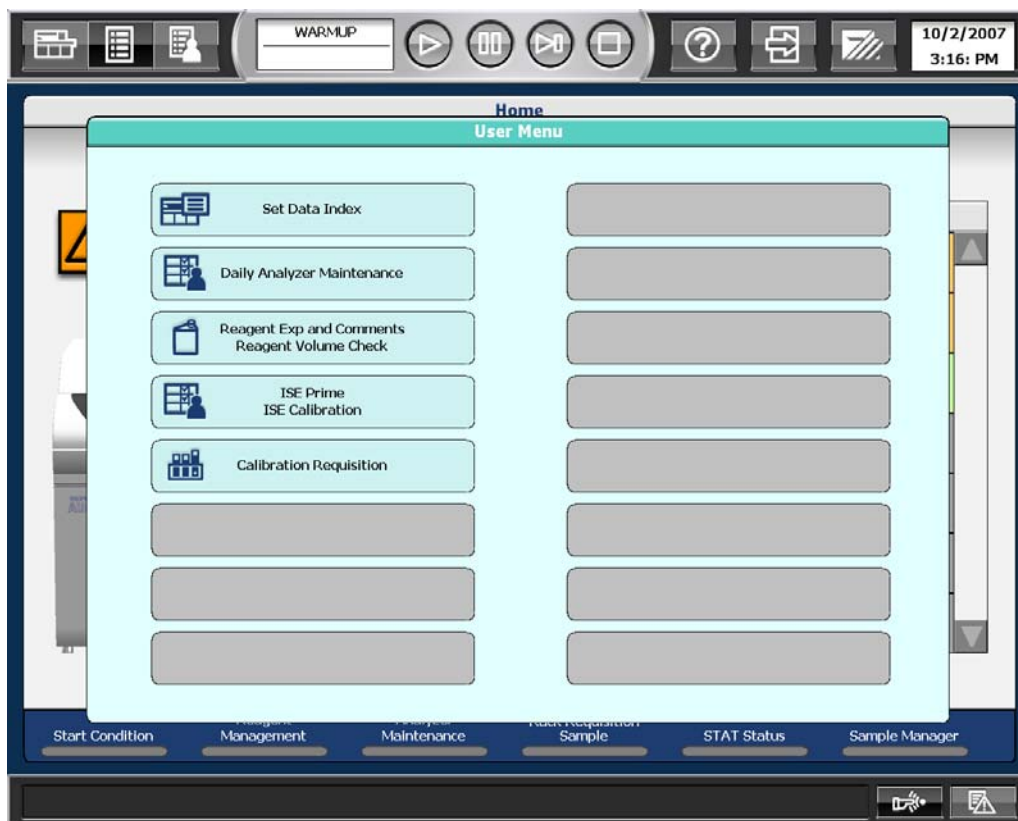 WARMUP
10/2/2007
3:16: PM
Home
User Menu
Set Data Index
Daily Analyzer Maintenance
Reagent Exp and Comments
Reagent Volume Check
ISE Prime
ISE Calibration
Calibration Requisition
Start Condition
Management
Maintenance
Rack Requisition
Sample
STAT Status
Sample Manager